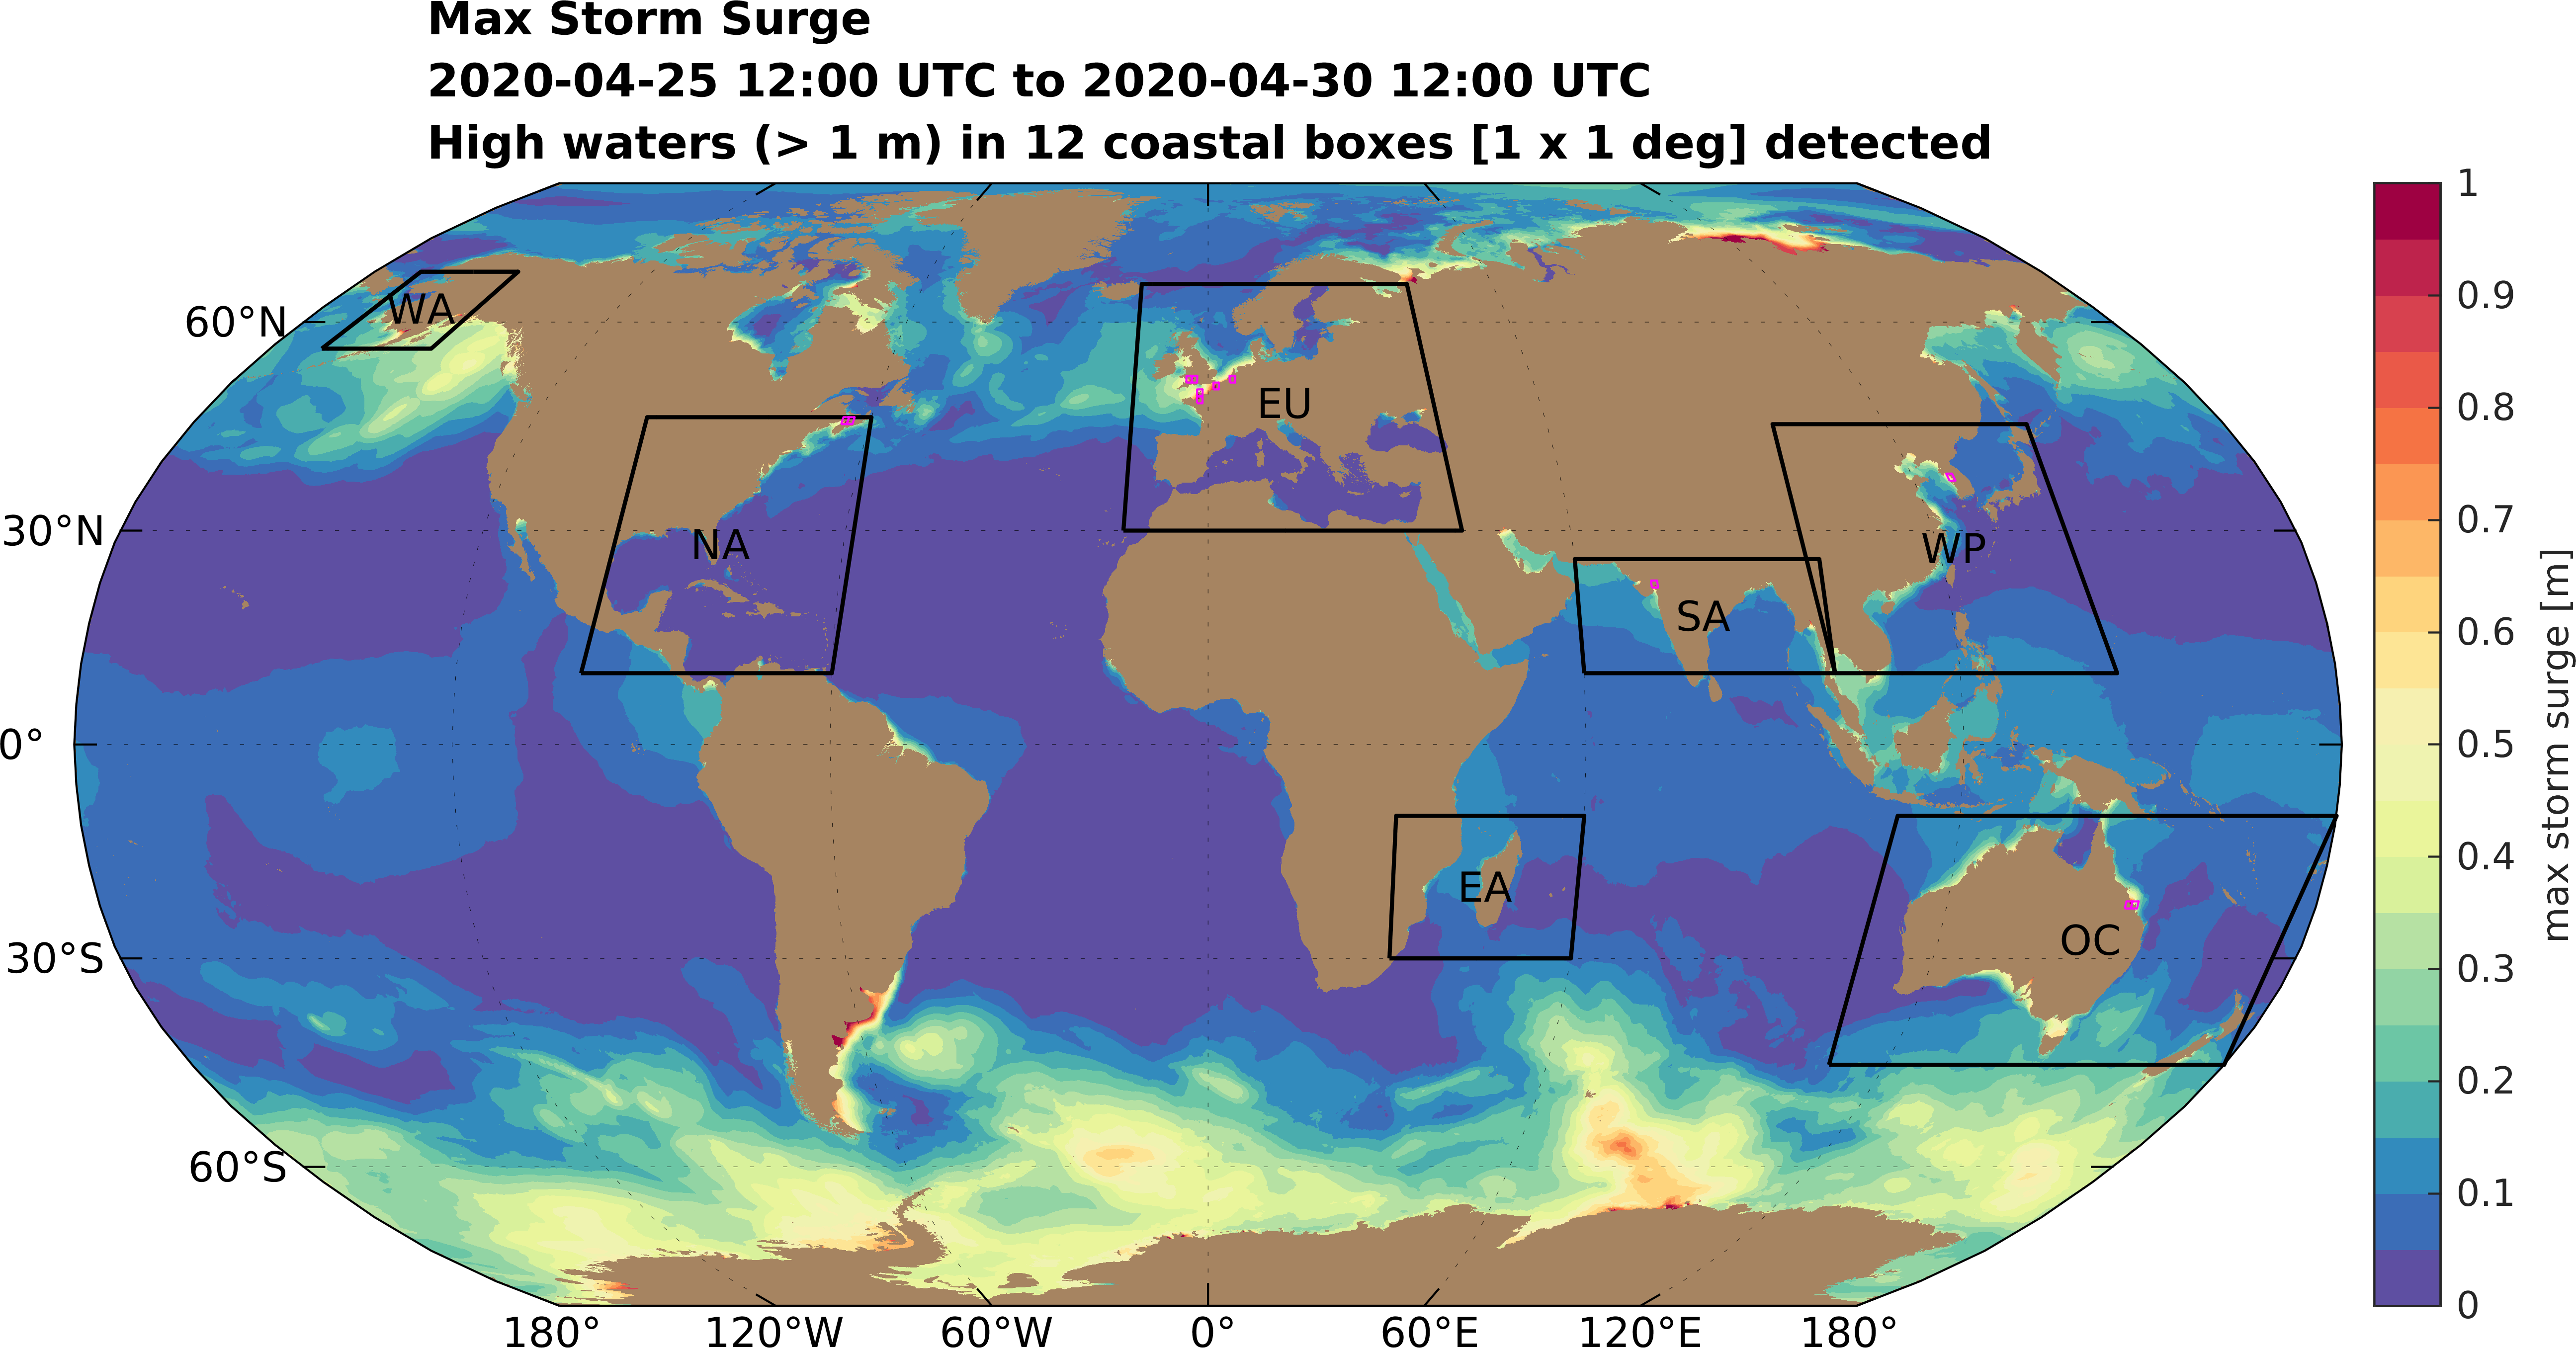 Max Storm Surge
2020-04-25 12:00 UTC to 2020-04-30 12:00 UTC
High waters (> 1 m) in 12 coastal boxes [1 x 1 deg] detected
60°N
30°N
0°
30°S
60°S
WA
NA
EU
SA
WP
EA
OC
180°
120°W
60°W
0°
60°E
120°E
180°
1
0.9
0.8
0.7
0.6
0.5
0.4
0.3
0.2
0.1
0
max storm surge [m]